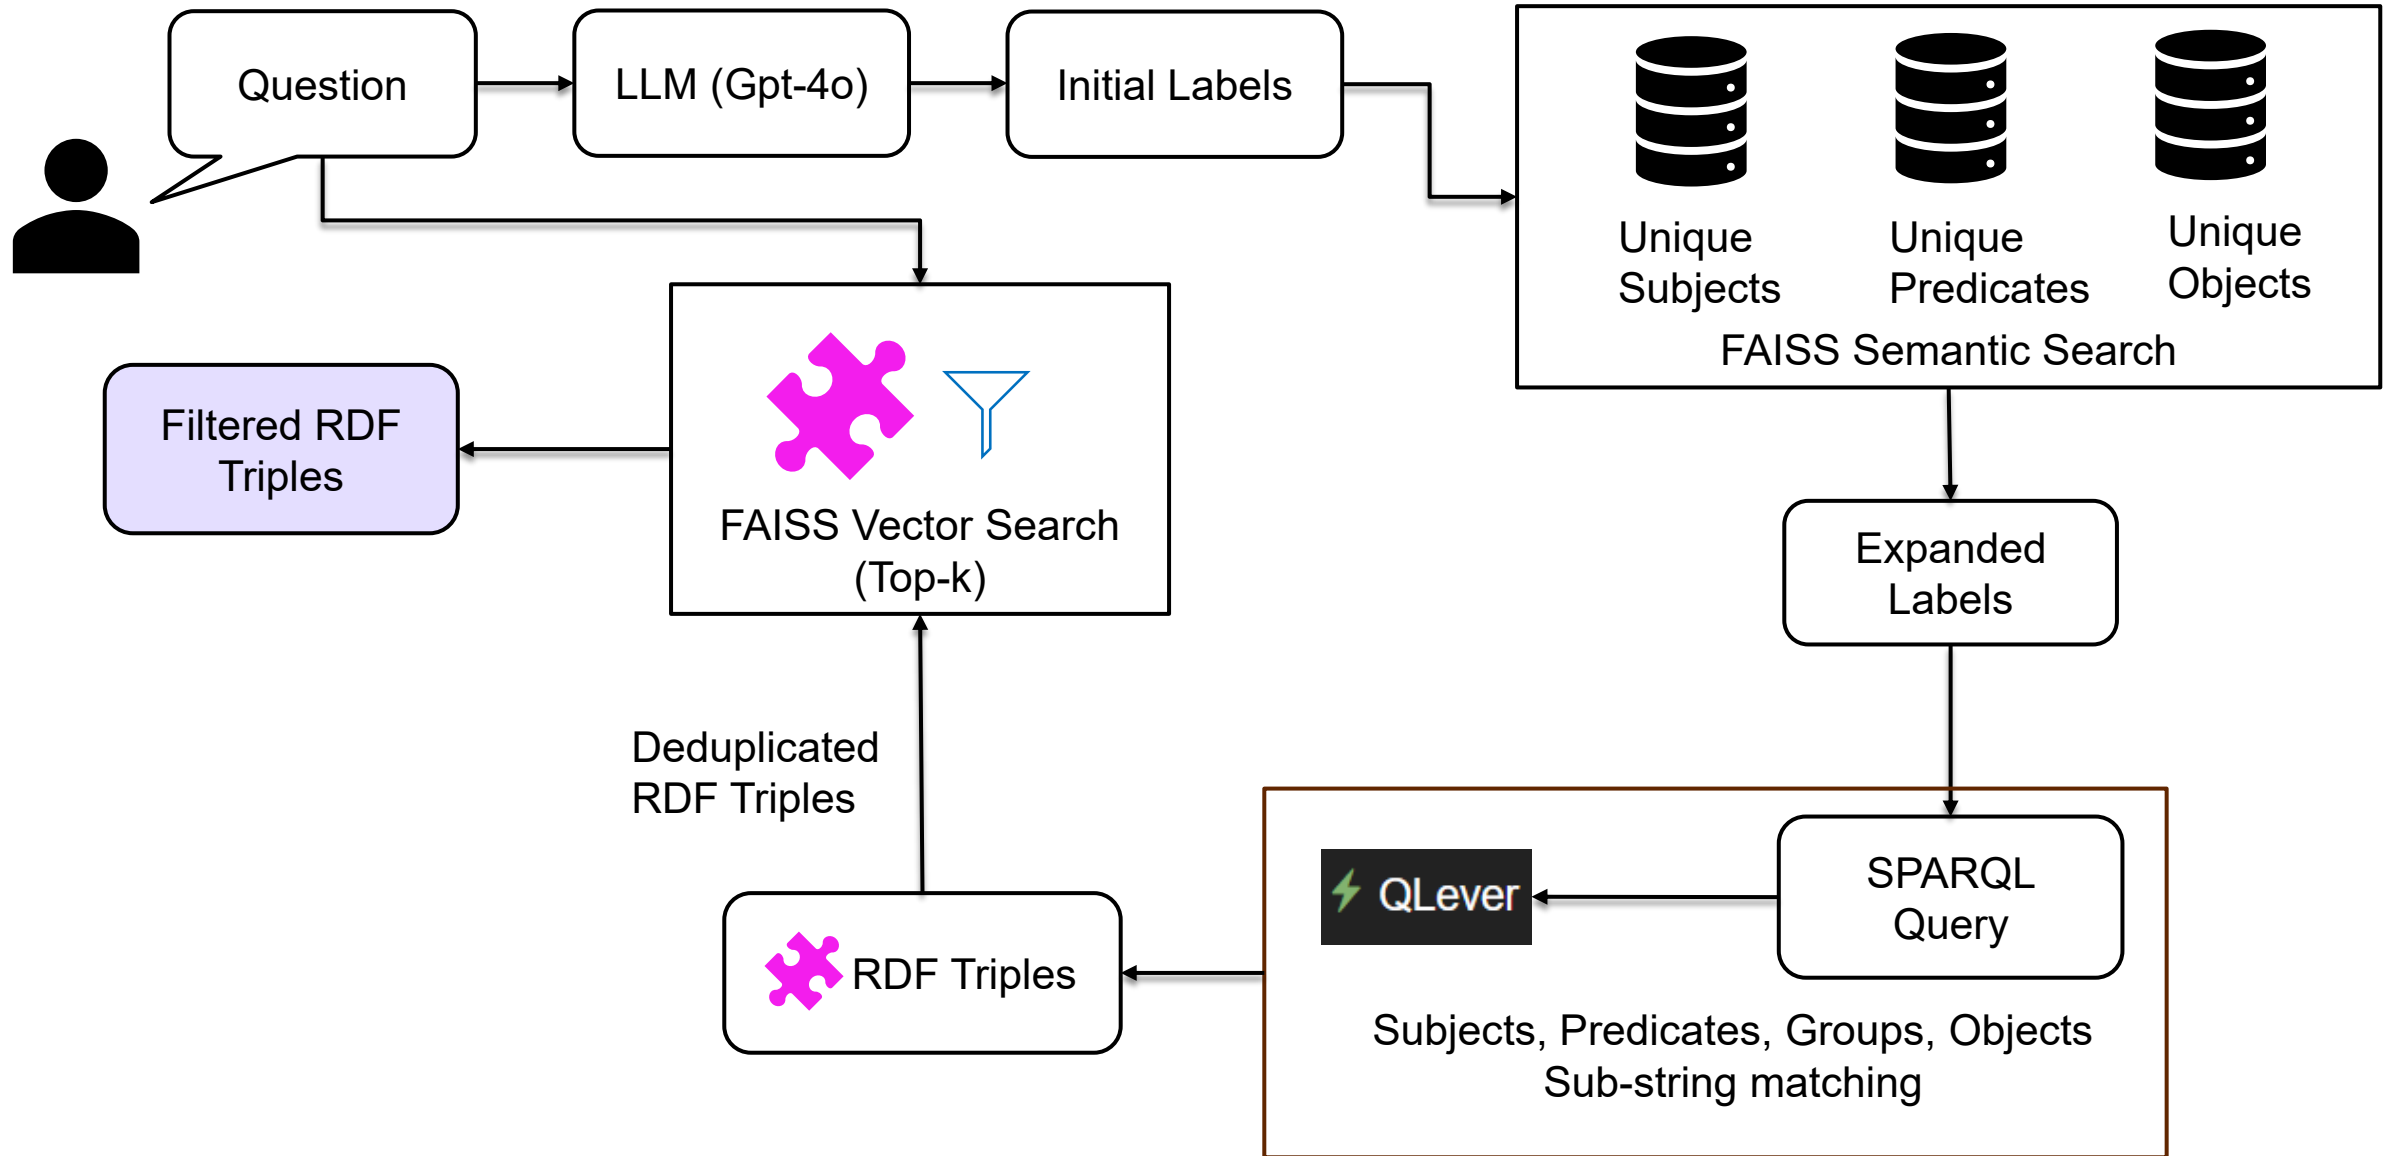 Question
LLM (Gpt-4o)
Initial Labels
Unique
Subjects
Unique
Predicates
Unique
Objects
FAISS Semantic Search
Filtered RDF
Triples
FAISS Vector Search
(Top-k)
Expanded
Labels
Deduplicated
RDF Triples
QLever
SPARQL
Query
RDF Triples
Subjects, Predicates, Groups, Objects
Sub-string matching